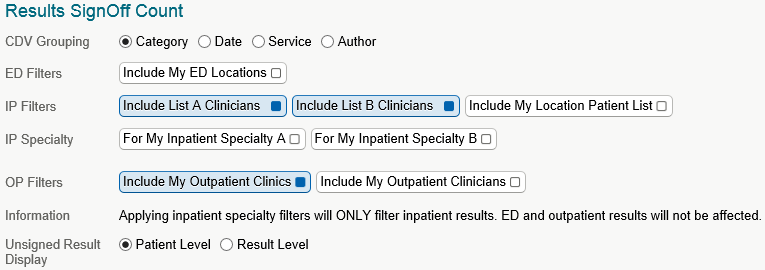 Results SignOff Count
CDV Grouping Category Date Service Author
ED Filters Include My ED Locations
IP Filters Include List A Clinicians Include List B Clinicians Include My Location Patient List
IP Specialty For My Inpatient Specialty A For My Inpatient Specialty B
OP Filters Include My Outpatient Clinics Include My Outpatient Clinicians
Information Applying inpatient specialty filters will ONLY filter inpatient results. ED and outpatient results will not be affected.
Unsigned Result Patient Level Result Level
Display